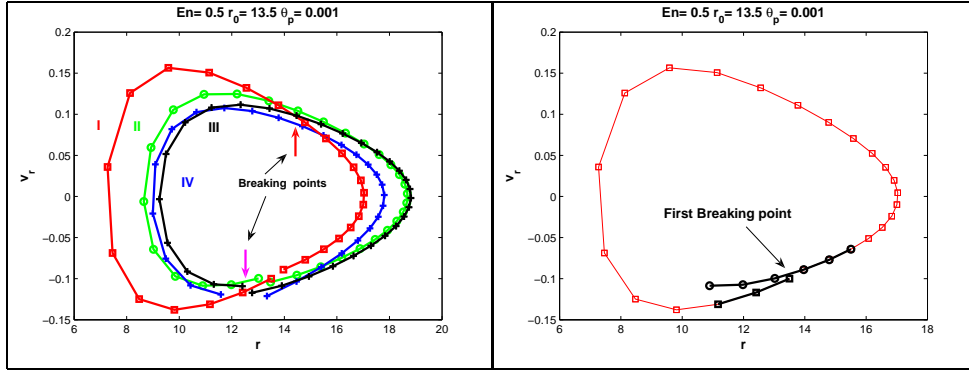 En= 0.5 r0= 13.5 θp= 0.001
0.2
0.15
0.1
0.05
0
−0.05
−0.1
−0.15
vr
I
II
III
IV
Breaking points
6
8
10
12
14
16
18
20
r
En= 0.5 r0= 13.5 θp= 0.001
0.2
0.15
0.1
0.05
0
−0.05
−0.1
−0.15
vr
First Breaking point
6
8
10
12
14
16
18
r